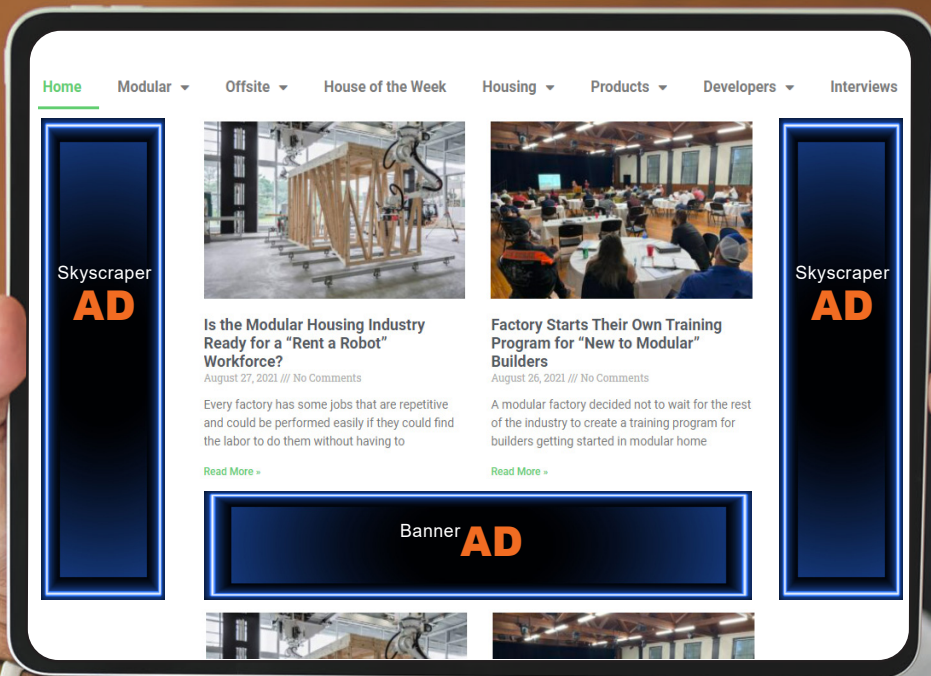 Home Modular Offsite House of the Week Housing Products Developers Interviews
Skyscraper
AD
Is the Modular Housing Industry
Ready for a “Rent a Robot”
Workforce?
August 27, 2021 /// No Comments
Every factory has some jobs that are repetitive
and could be performed easily if they could find
the labor to do them without having to
Read More »
Factory Starts Their Own Training
Program for “New to Modular”
Builders
August 26, 2021 /// No Comments
A modular factory decided not to wait for the rest
of the industry to create a training program for
builders getting started in modular home
Read More »
Skyscraper
AD
Banner AD